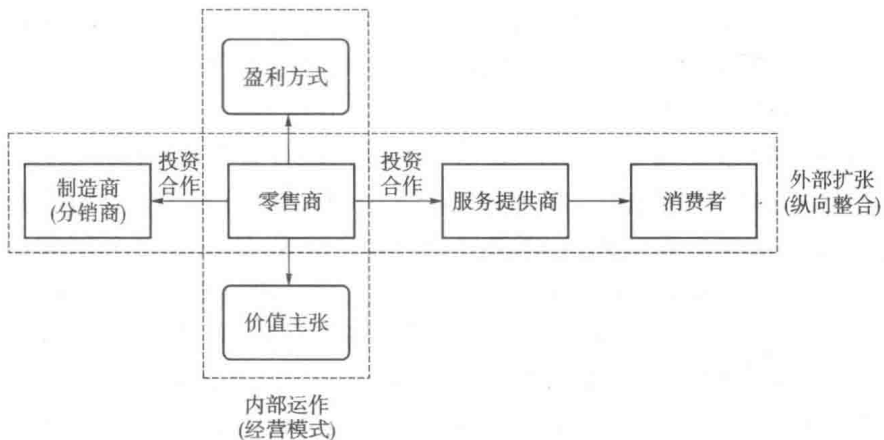 盈利方式
投资
合作
投资
合作
制造商
(分销商)
零售商
服务提供商
消费者
外部扩张
(纵向整合)
价值主张
内部运作
(经营模式)